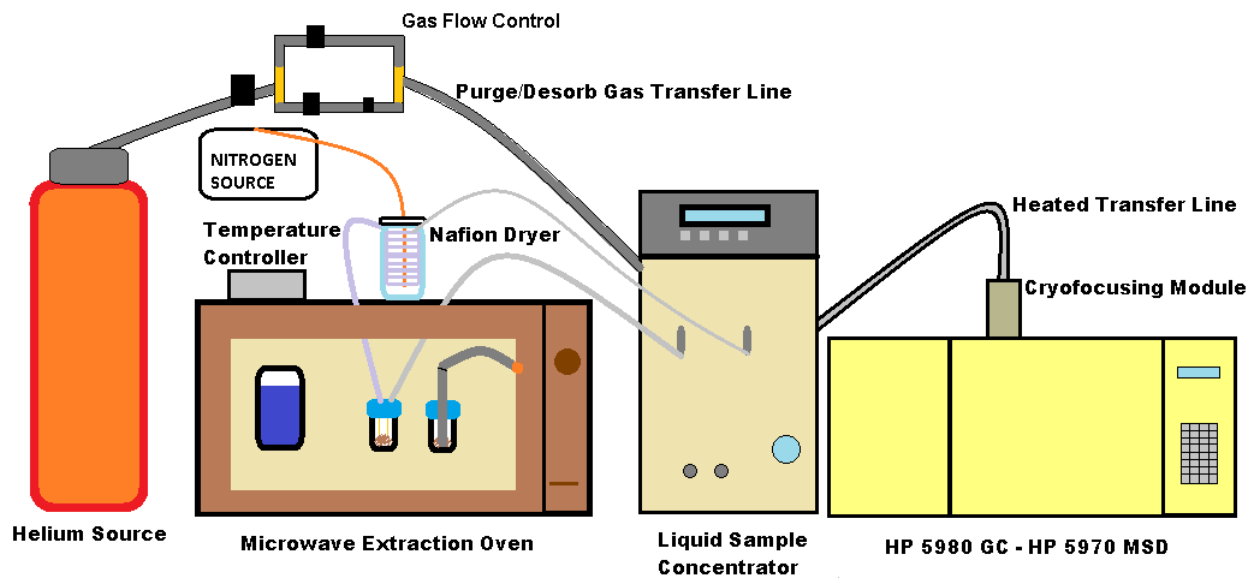 Gas Flow Control
Purge/Desorb Gas Transfer Line
NITROGEN
SOURCE
Temperature
Controller
Nafion Dryer
Heated Transfer Line
Cryofocusing Module
Helium Source
Microwave Extraction Oven
Liquid Sample
Concentrator
HP 5980 GC - HP 5970 MSD